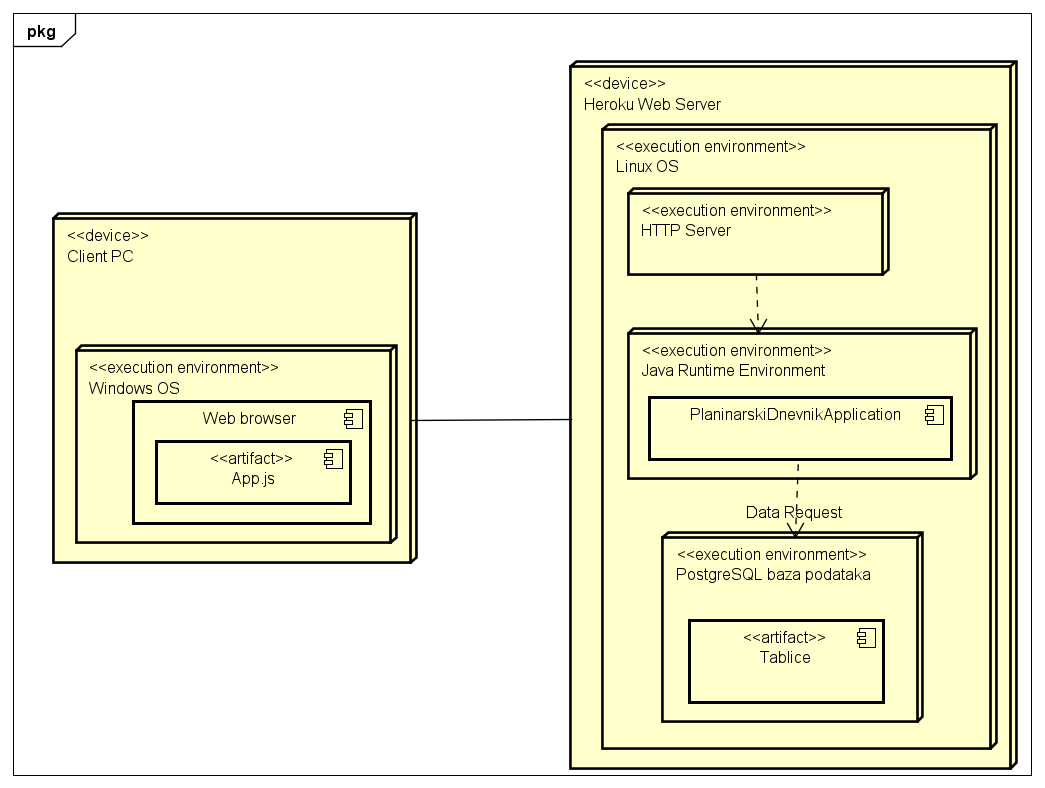 pkg
<<device>>
Client PC
<<execution environment>>
Windows OS
Web browser
<<artifact>>
App.js
<<device>>
Heroku Web Server
<<execution environment>>
Linux OS
<<execution environment>>
HTTP Server
<<execution environment>>
Java Runtime Environment
PlaninarskiDnevnikApplication
Data Request
<<execution environment>>
PostgreSQL baza podataka
<<artifact>>
Tablice